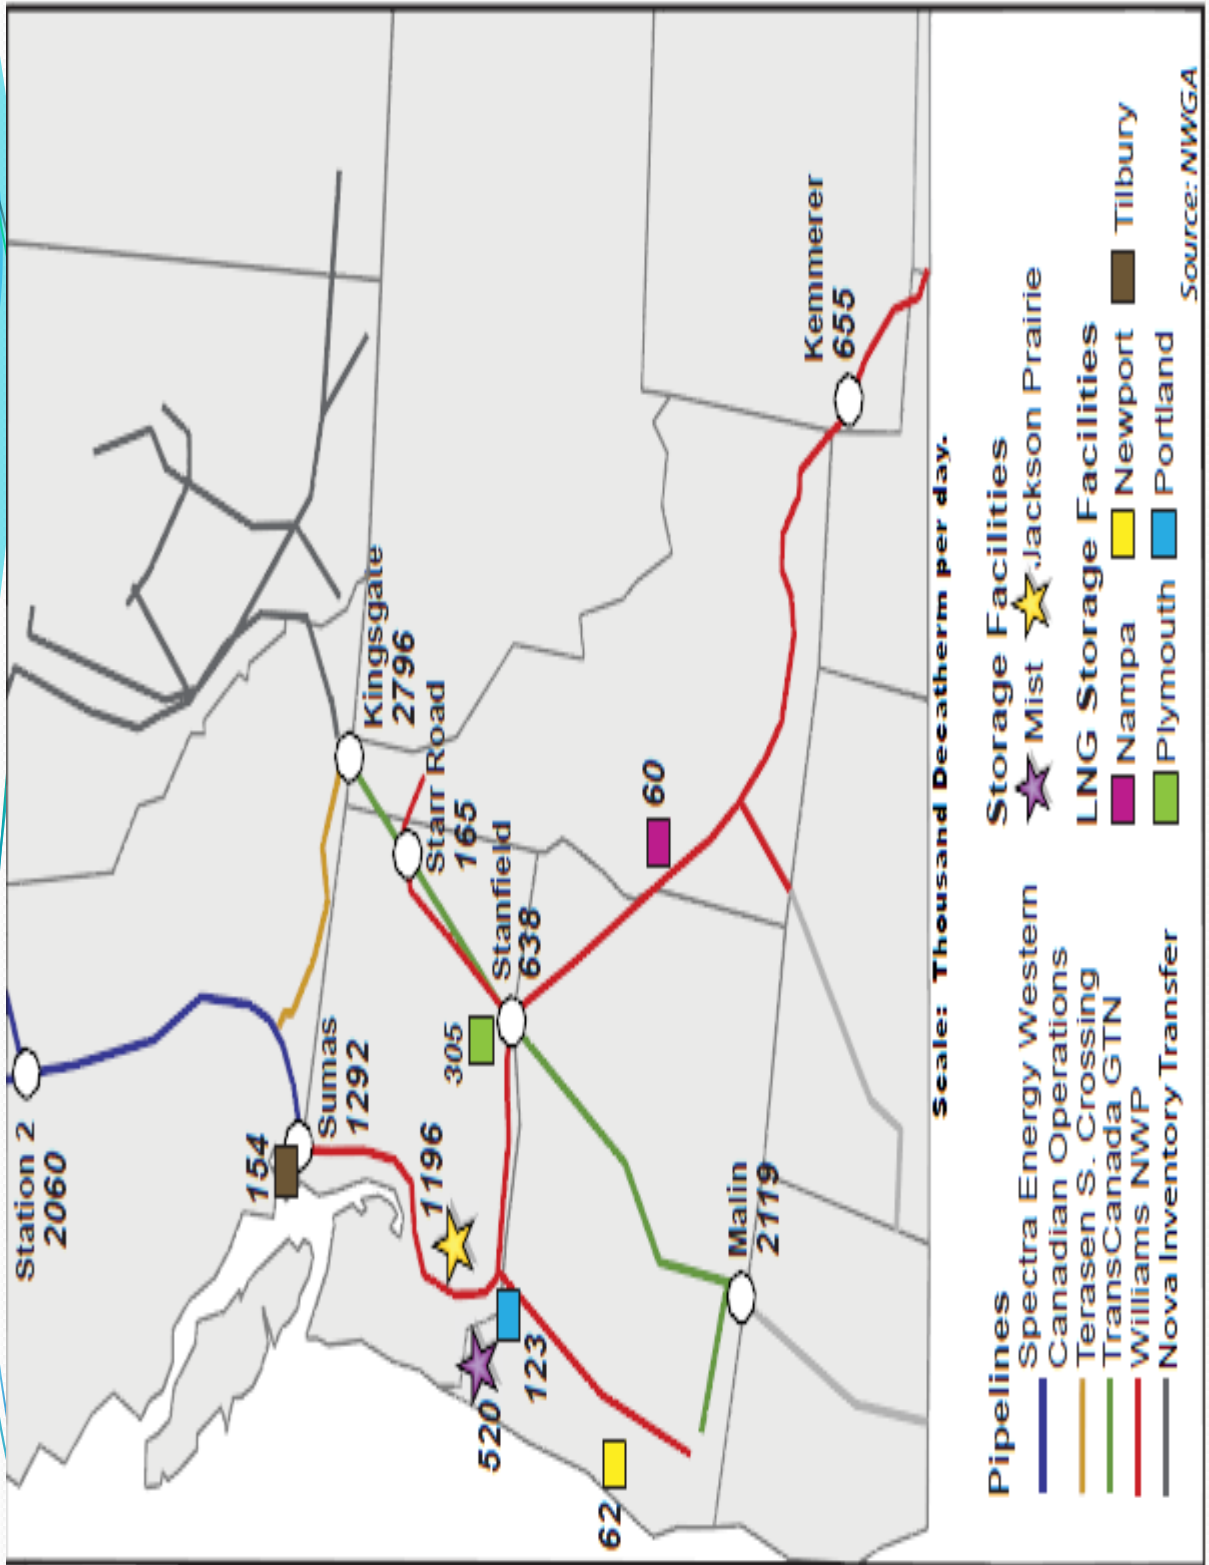 Station 2
2060
154
Sumas
1292
Kingsgate
2796
Starr Road
165
1196
305
Stanfield
638
520
123
62
60
Malin
2119
Kemmerer
655
Scale: Thousand Decatherm per day.
Pipelines
Spectra Energy Western
Canadian Operations
Terasen S. Crossing
TransCanada GTN
Williams NWP
Nova Inventory Transfer
Storage Facilities
Mist Jackson Prairie
LNG Storage Facilities
Nampa Newport Tilbury
Plymouth Portland
Source: NWGA